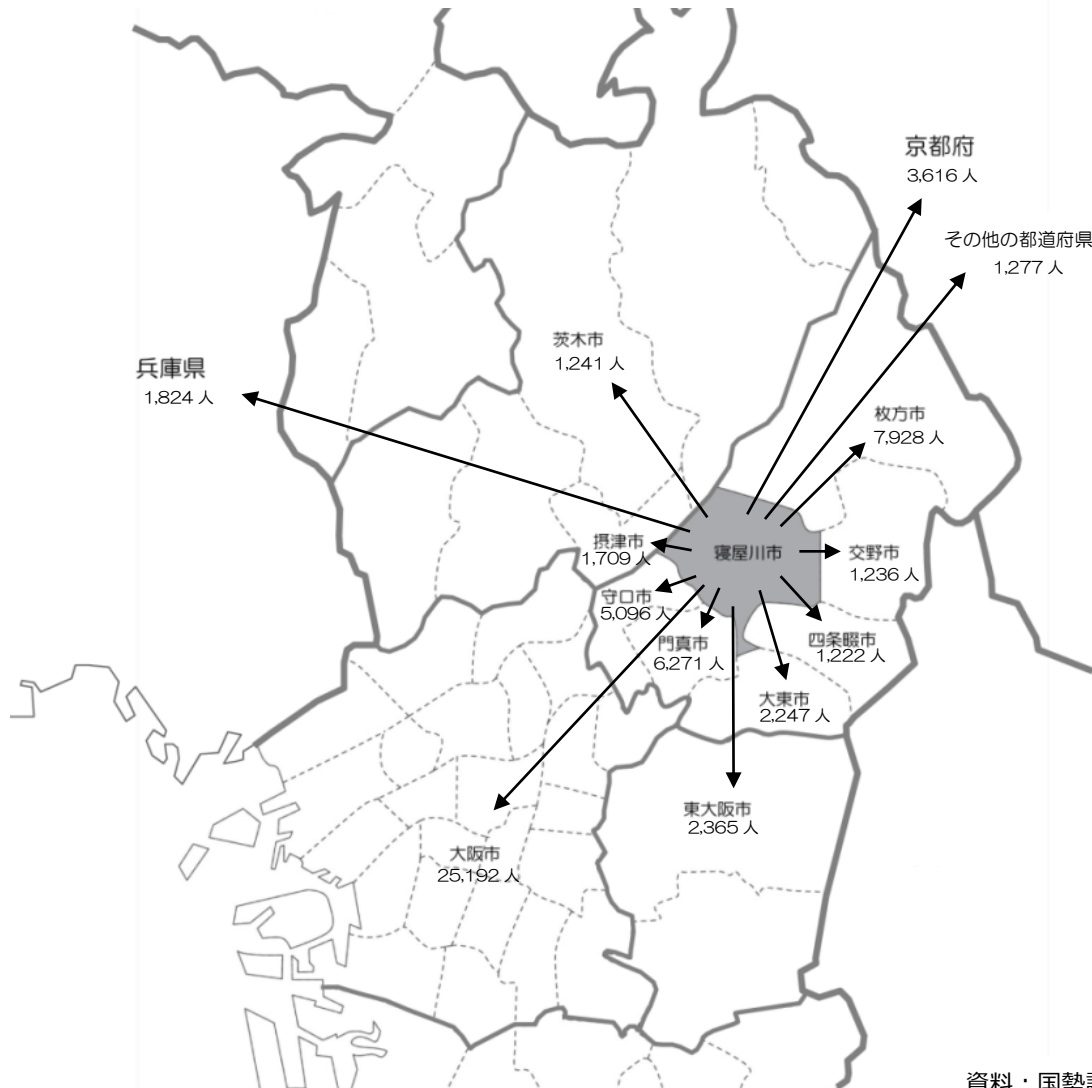 京都府
3,616 人
その他の都道府県
1,277 人
茨木市
1,241 人
兵庫県
1,824 人
枚方市
7,928 人
摂津市
1,709 人
寝屋川市
交野市
1,236 人
守口市
5,096 人
門真市
6,271 人
四条畷市
1,222 人
大東市
2,247 人
東大阪市
2,365 人
大阪市
25,192 人
資料：国勢